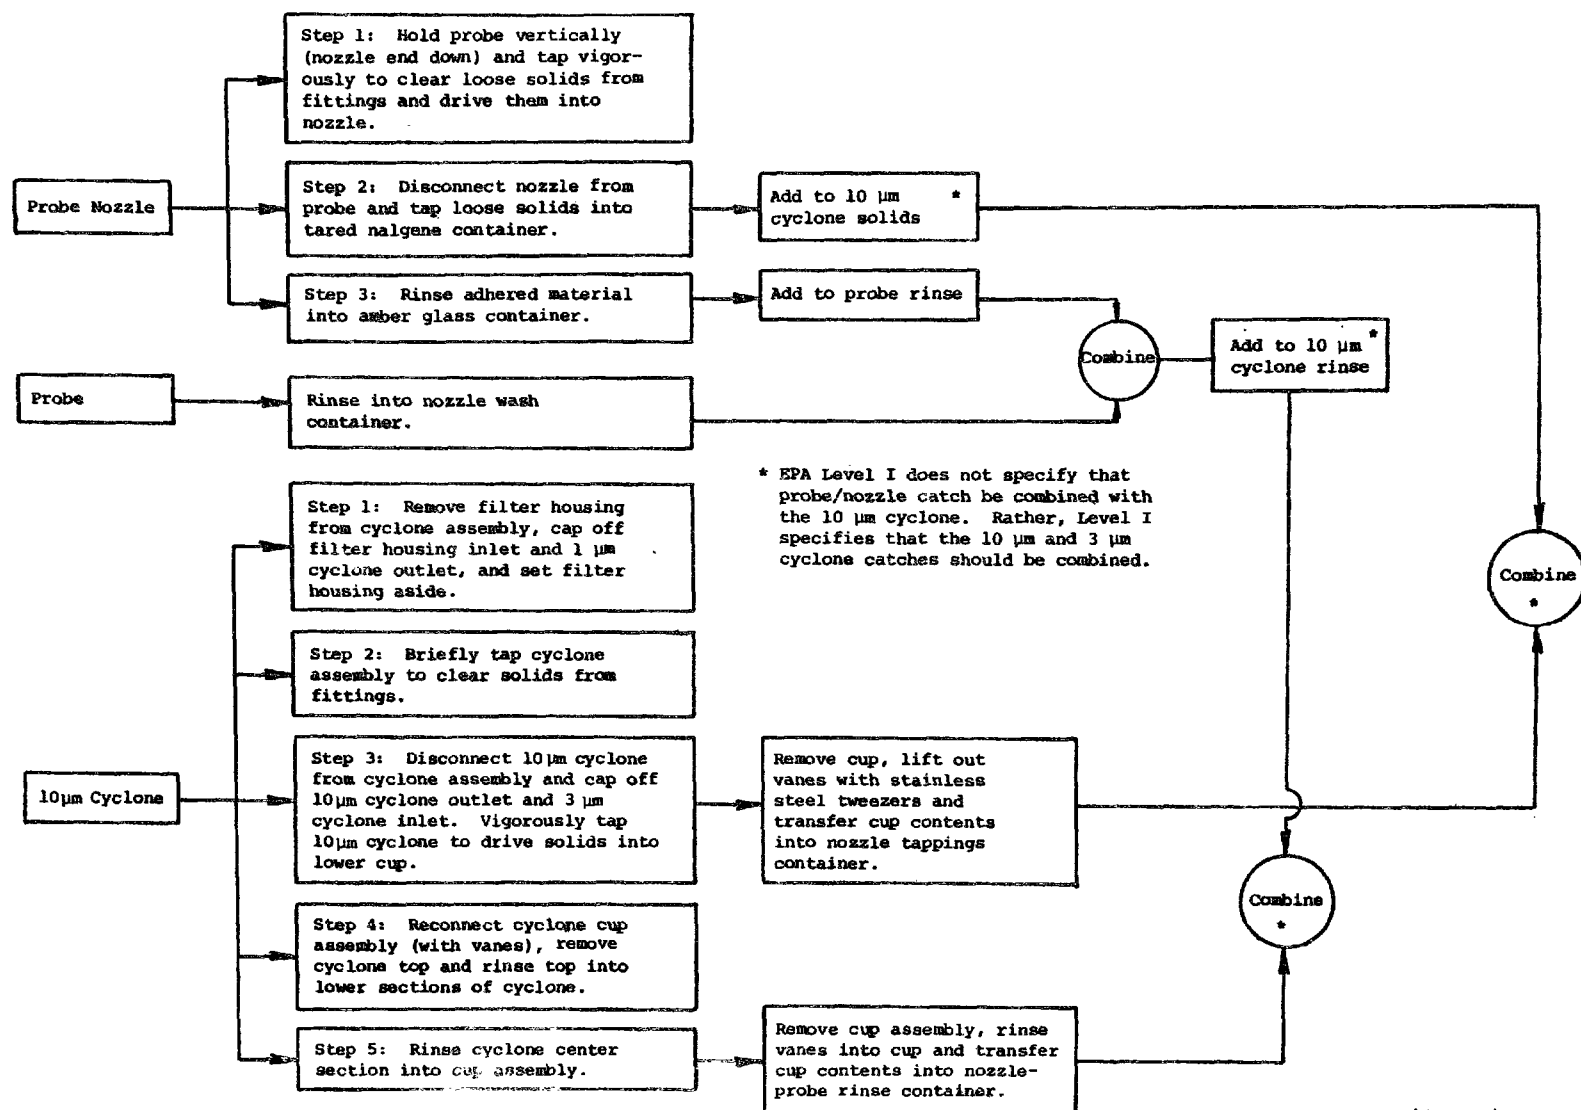 Step 1: Hold probe vertically
(nozzle end down) and tap vigor-
ously to clear loose solids from
fittings and drive them into
nozzle.
Probe Nozzle
Step 2: Disconnect nozzle from
probe and tap loose solids into
tared nalgene container.
Add to 10 µm *
cyclone solids
Step 3: Rinse adhered material
into amber glass container.
Add to probe rinse
Combine
Add to 10 µm *
cyclone rinse
Probe
Rinse into nozzle wash
container.
* EPA Level I does not specify that
probe/nozzle catch be combined with
the 10 µm cyclone. Rather, Level I
specifies that the 10 µm and 3 µm
cyclone catches should be combined.
Combine
*
Step 1: Remove filter housing
from cyclone assembly, cap off
filter housing inlet and 1 µm
cyclone outlet, and set filter
housing aside.
Step 2: Briefly tap cyclone
assembly to clear solids from
fittings.
10µm Cyclone
Step 3: Disconnect 10µm cyclone
from cyclone assembly and cap off
10µm cyclone outlet and 3 µm
cyclone inlet. Vigorously tap
10µm cyclone to drive solids into
lower cup.
Remove cup, lift out
vanes with stainless
steel tweezers and
transfer cup contents
into nozzle tappings
container.
Combine
*
Step 4: Reconnect cyclone cup
assembly (with vanes), remove
cyclone top and rinse top into
lower sections of cyclone.
Step 5: Rinse cyclone center
section into cup assembly.
Remove cup assembly, rinse
vanes into cup and transfer
cup contents into nozzle-
probe rinse container.